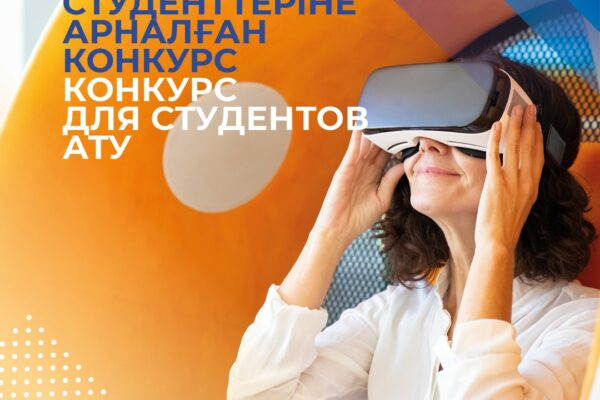 СТУДЕНТТЕРІНЕ
АРНАЛҒАН
КОНКУРС
КОНКУРС
ДЛЯ СТУДЕНТОВ
АТУ